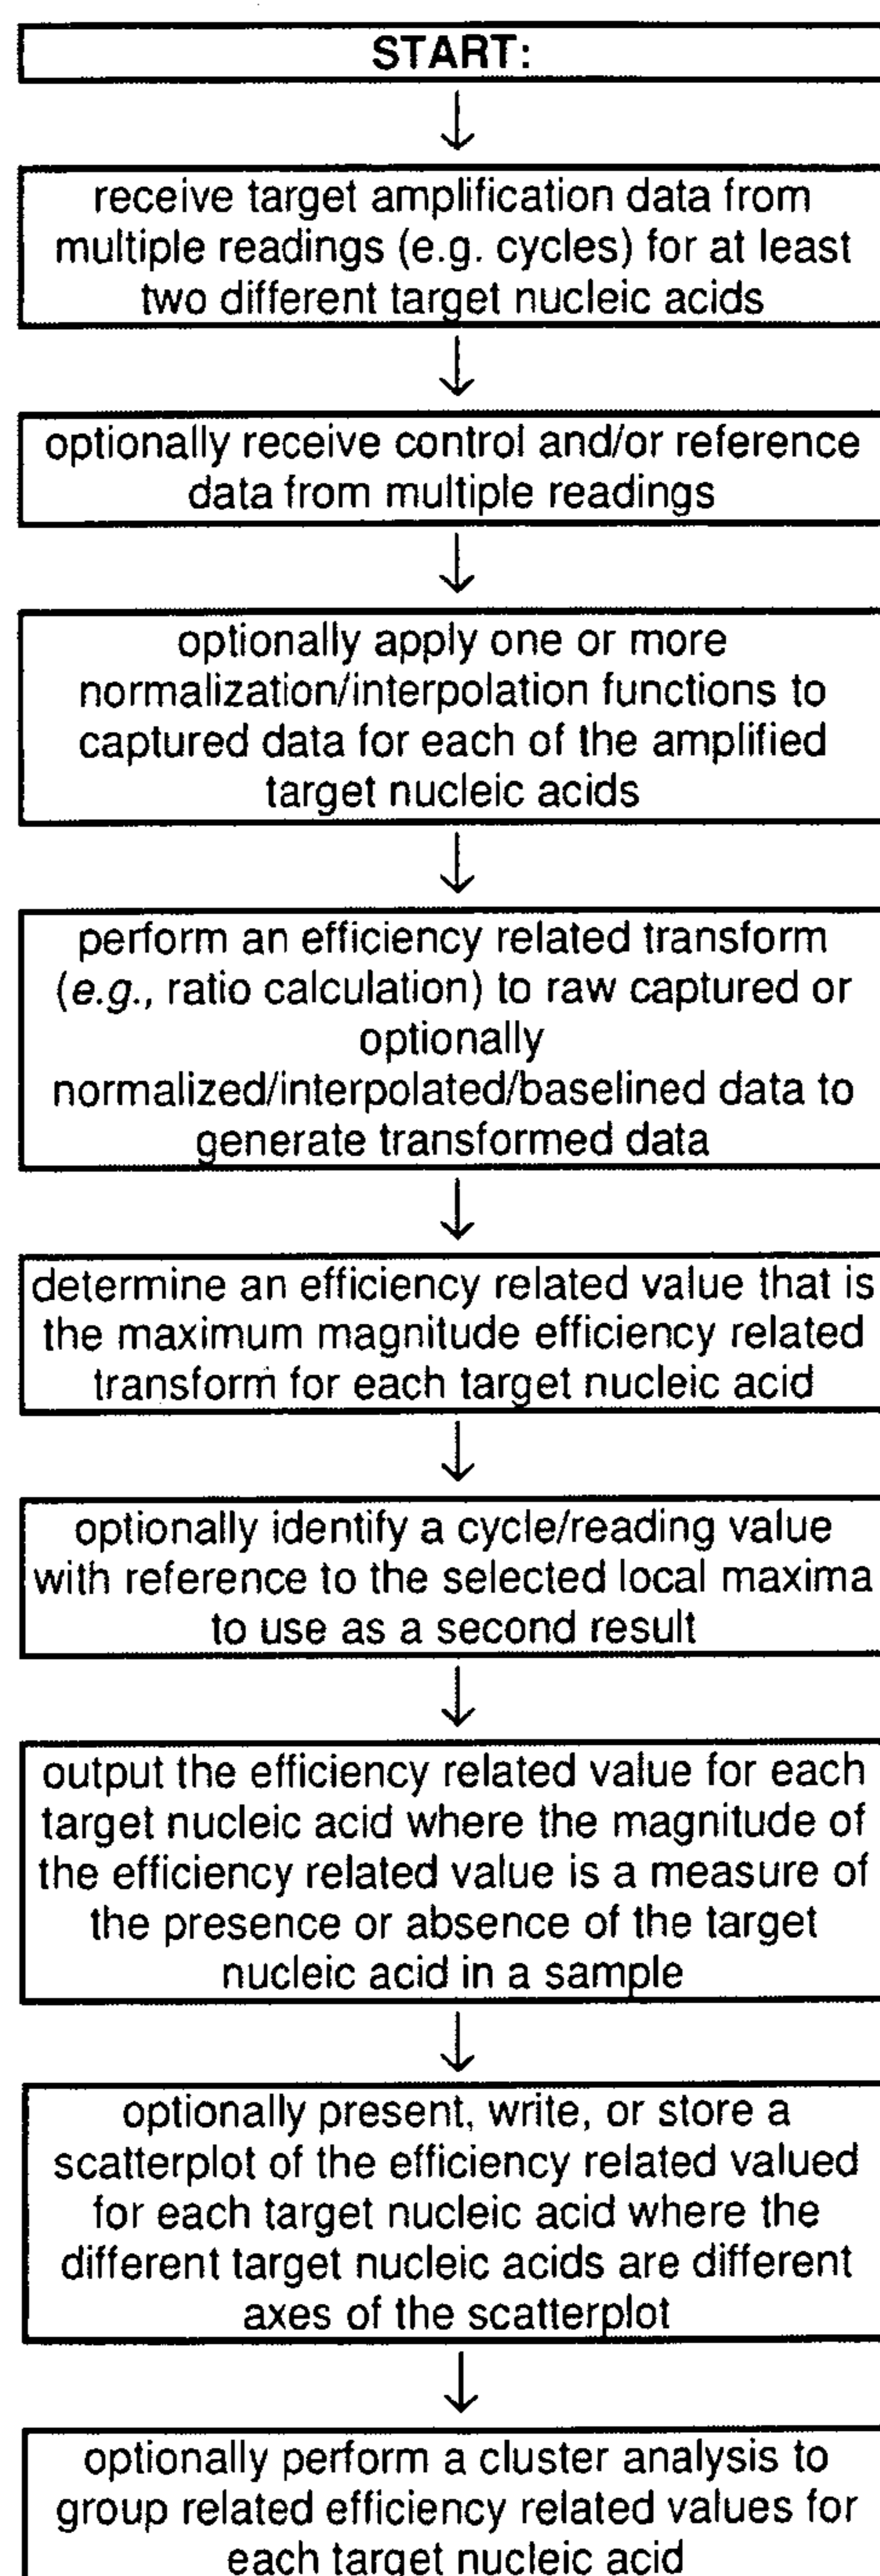 START:
receive target amplification data from
multiple readings (e.g. cycles) for at least
two different target nucleic acids
optionally receive control and/or reference
data from multiple readings
optionally apply one or more
normalization/interpolation functions to
captured data for each of the amplified
target nucleic acids
perform an efficiency related transform
(e.g., ratio calculation) to raw captured or
optionally
normalized/interpolated/baselined data to
generate transformed data
determine an efficiency related value that is
the maximum magnitude efficiency related
transform for each target nucleic acid
optionally identify a cycle/reading value
with reference to the selected local maxima
to use as a second result
output the efficiency related value for each
target nucleic acid where the magnitude of
the efficiency related value is a measure of
the presence or absence of the target
nucleic acid in a sample
optionally present, write, or store a
scatterplot of the efficiency related valued
for each target nucleic acid where the
different target nucleic acids are different
axes of the scatterplot
optionally perform a cluster analysis to
group related efficiency related values for
each target nucleic acid